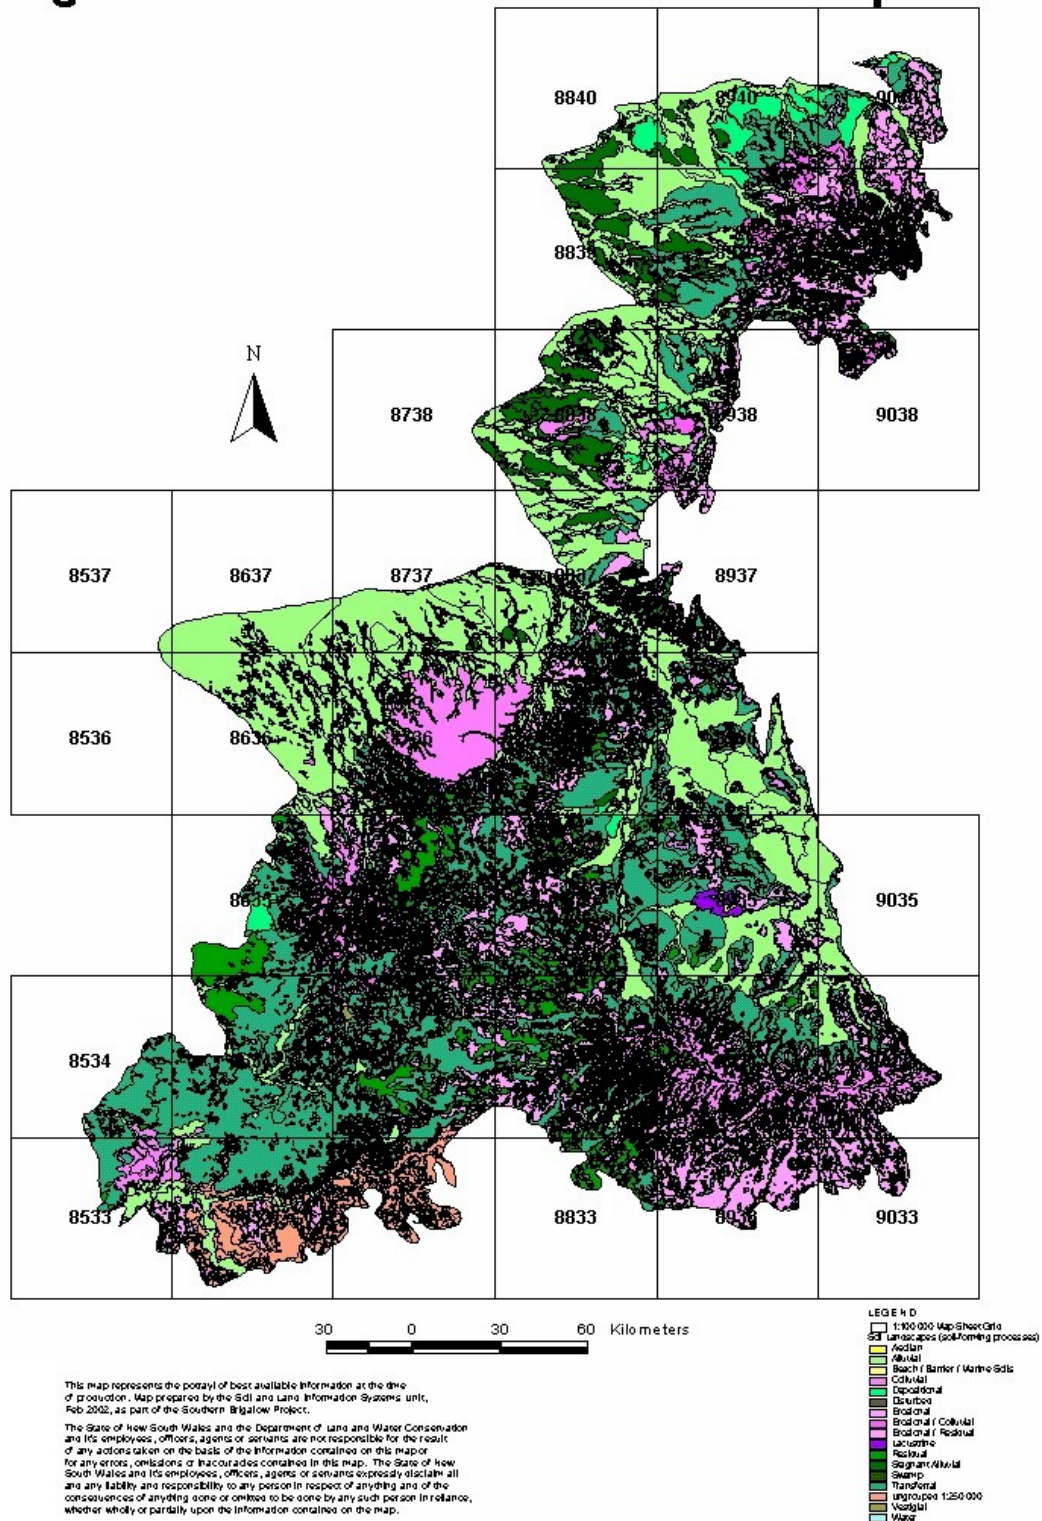 8840
8940
8839
N
8738
8938
9038
8537
8637
8737
8937
8536
8636
8736
8635
9035
8534
8533
8833
9033
30 0 30 60 Kilometers
LEGEND
1:100 000 Map Sheet Grid
Soil Landscapes (soil-forming processes)
Aeolian
Alluvial
Beach / Barrier / Marine Soils
Colluvial
Depositional
Disturbed
Erosional
Erosional / Colluvial
Erosional / Residual
Lacustrine
Residual
Stagnant Alluvial
Swamp
Transferral
ungrouped 1:250 000
Vestigial
Water
This map represents the potrayl of best available information at the time
of production. Map prepared by the Soil and Land Information Systems unit,
Feb 2002, as part of the Southern Brigalow Project.
The State of New South Wales and the Department of Land and Water Conservation
and it's employees, officers, agents or servants are not responsible for the result
of any actions taken on the basis of the information contained on this map or
for any errors, omissions or inaccuracies contained in this map. The State of New
South Wales and it's employees, officers, agents or servants expressly disclaim all
and any liability and responsibility to any person in respect of anything and of the
consequences of anything done or omitted to be done by any such person in reliance,
whether wholly or partially upon the information contained on the map.